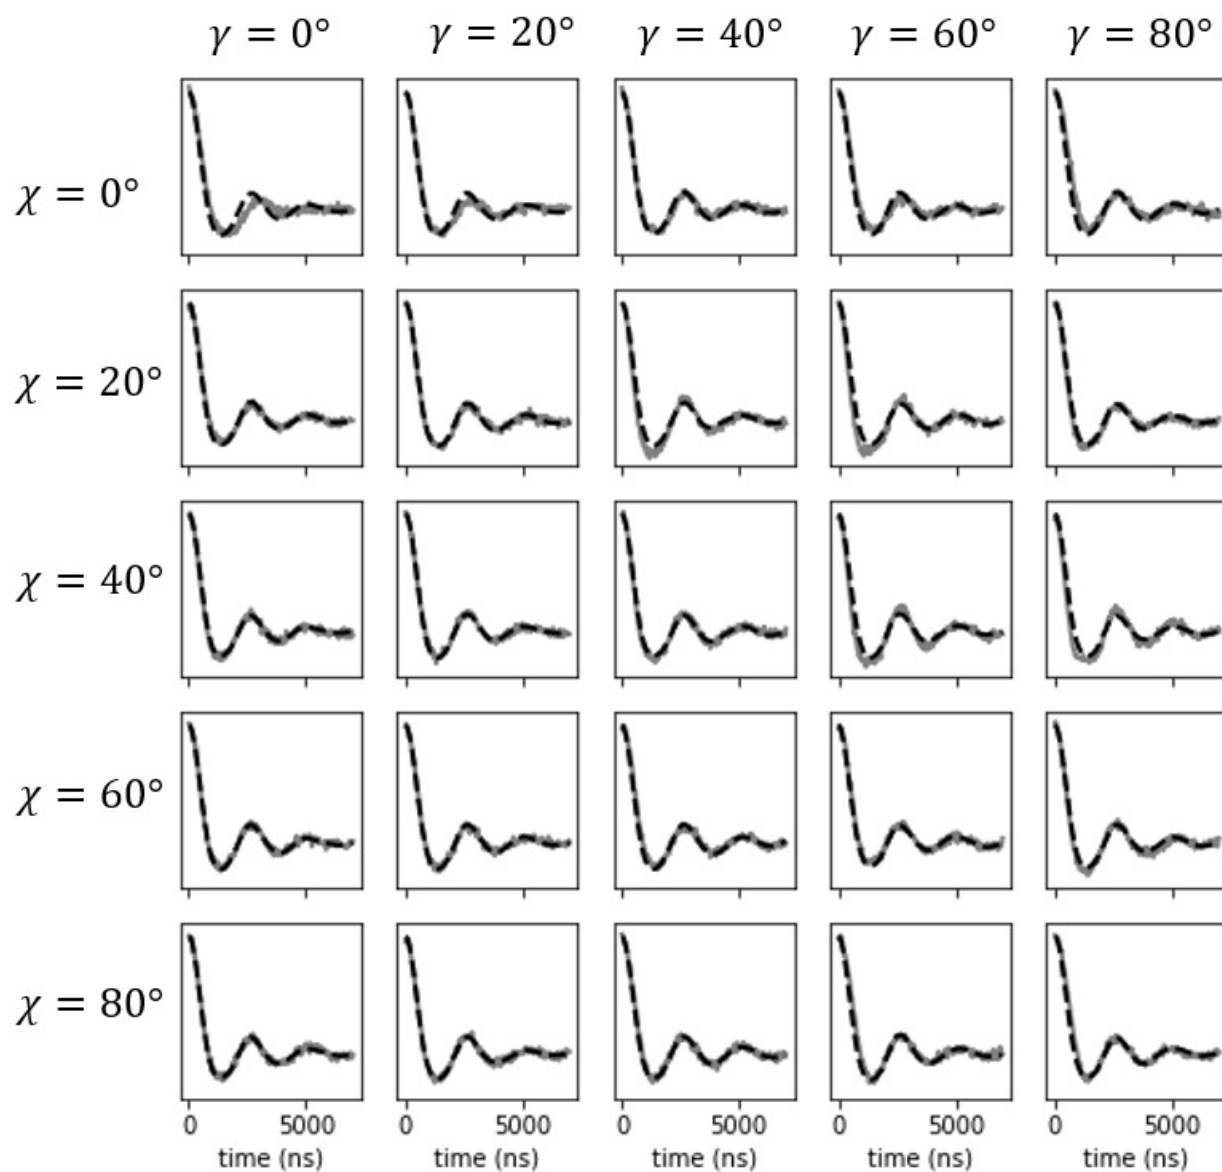 γ = 0° γ = 20° γ = 40° γ = 60° γ = 80°
χ = 0°
χ = 20°
χ = 40°
χ = 60°
χ = 80°
0 5000 0 5000 0 5000 0 5000 0 5000
time (ns) time (ns) time (ns) time (ns) time (ns)